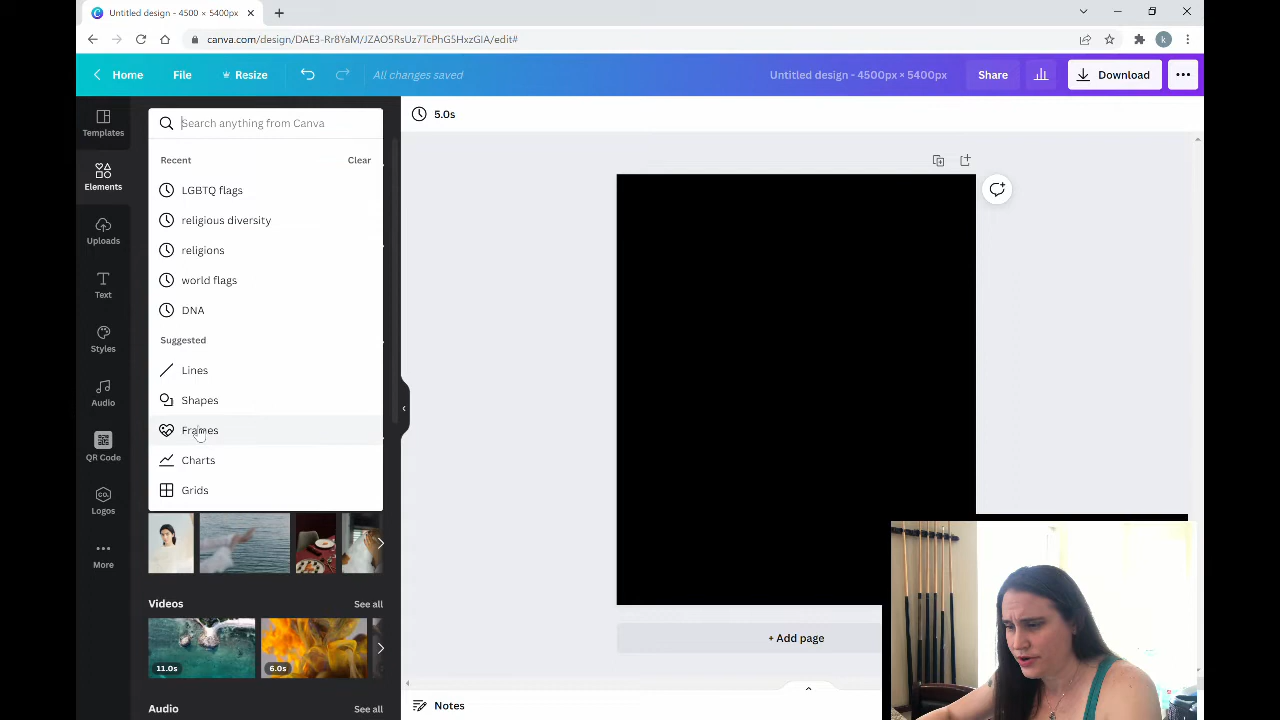 Untitled design - 4500 × 5400px
canva.com/design/DAE3-Rr8YaM/JZAO5RsUz7TcPhG5HxzGIA/edit#
k
Home File Resize All changes saved Untitled design - 4500px × 5400px Share Download
Templates
Elements
Uploads
Text
Styles
Audio
QR Code
CO.
Logos
More
Search anything from Canva
Recent Clear
LGBTQ flags
religious diversity
religions
world flags
DNA
Suggested
Lines
Shapes
Frames
Charts
Grids
Videos See all
11.0s 6.0s
Audio See all
5.0s
+ Add page
Notes